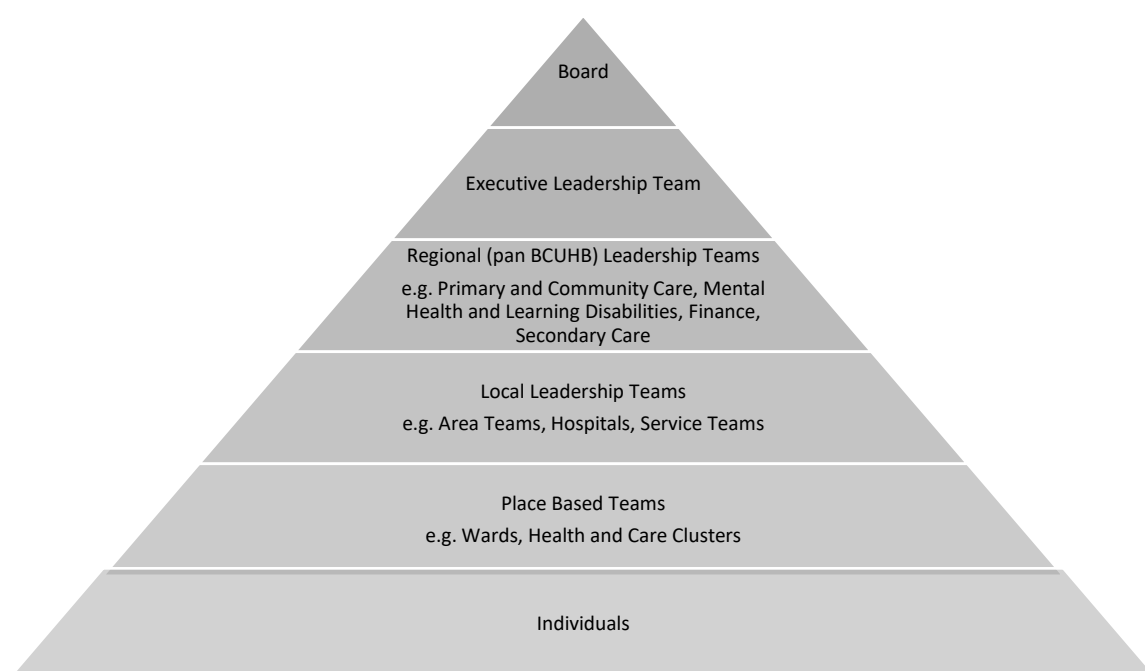 Board
Executive Leadership Team
Regional (pan BCUHB) Leadership Teams
e.g. Primary and Community Care, Mental
Health and Learning Disabilities, Finance,
Secondary Care
Local Leadership Teams
e.g. Area Teams, Hospitals, Service Teams
Place Based Teams
e.g. Wards, Health and Care Clusters
Individuals